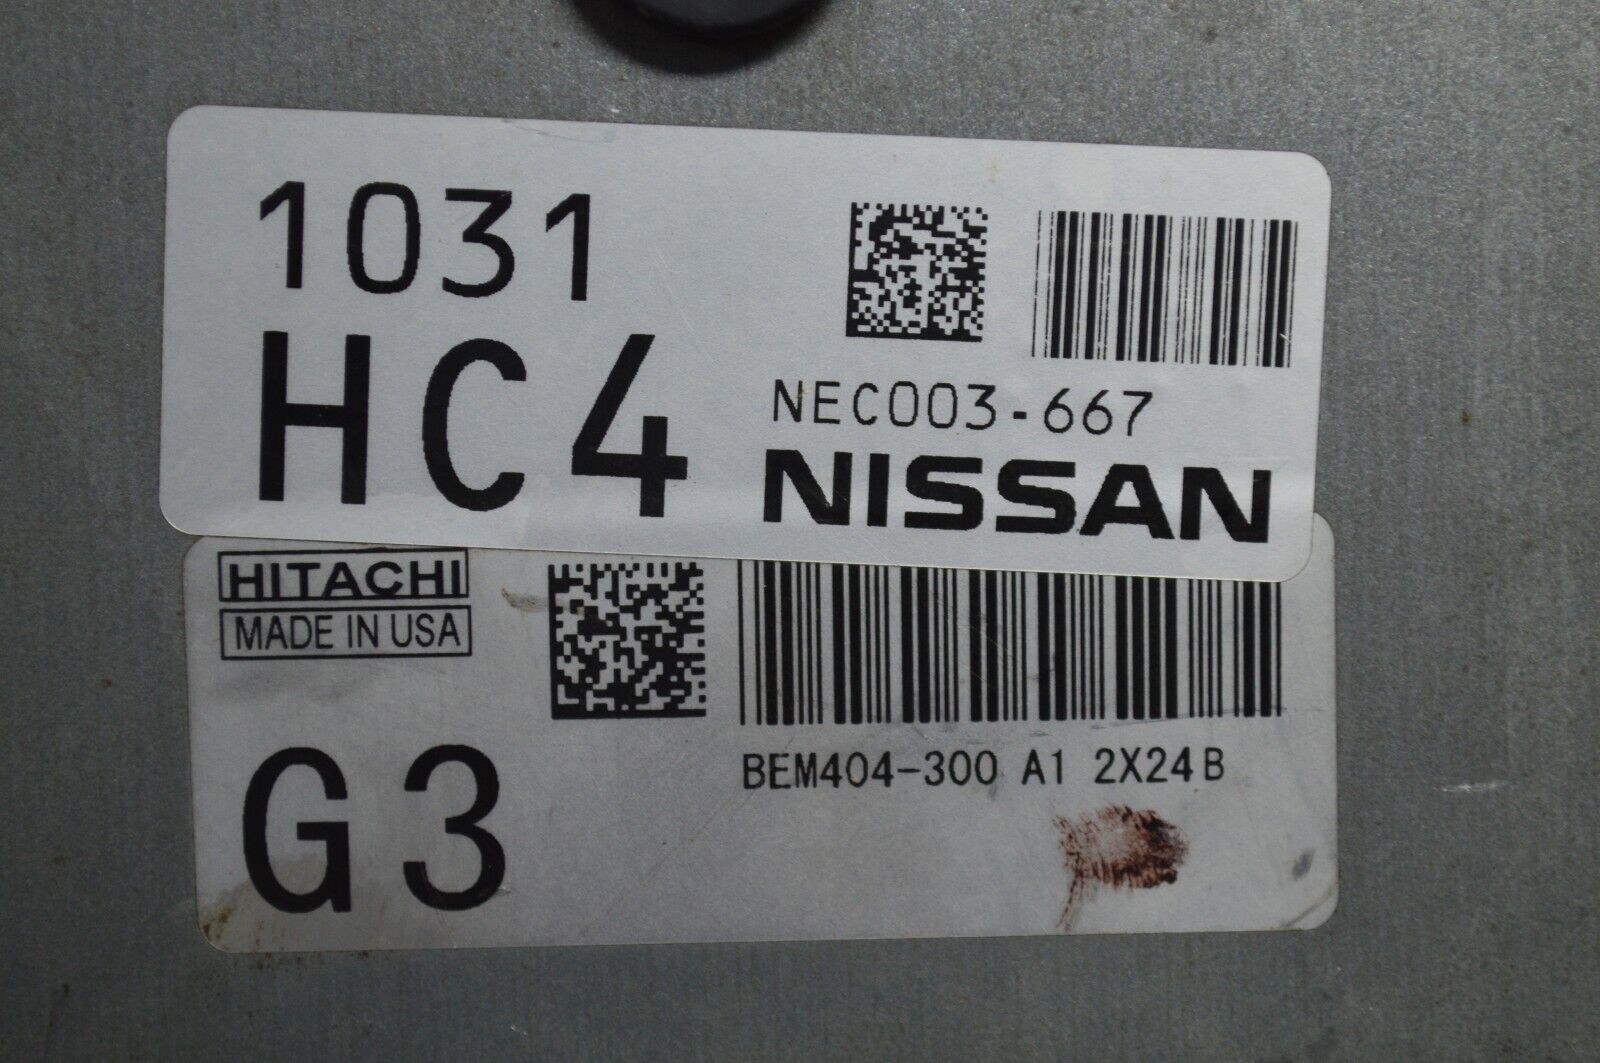 1031
HC4
NEC003-667
NISSAN
HITACHI
MADE IN USA
G3
BEM404-300 A1 2X24B